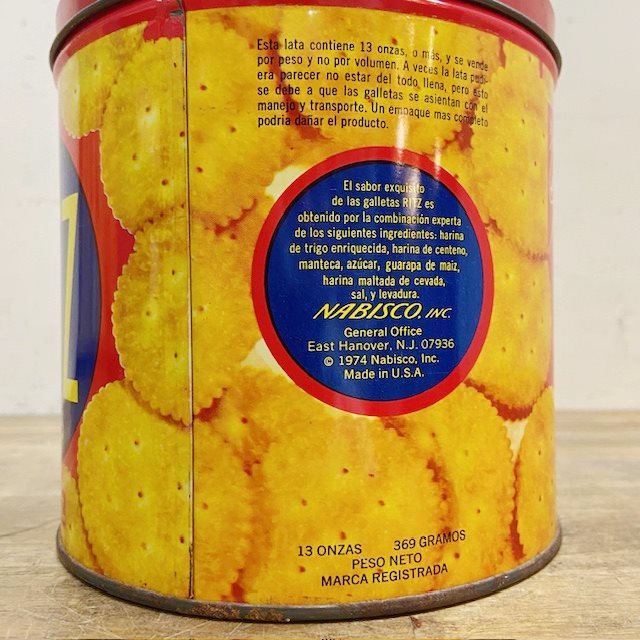 Esta lata contiene 13 onzas, o más, y se vende
por peso y no por volumen. A veces la lata pudi-
era parecer no estar del todo llena, pero esto
se debe a que las galletas se asientan con el
manejo y transporte. Un empaque mas completo
podría dañar el producto.
El sabor exquisito
de las galletas RITZ es
obtenido por la combinación experta
de los siguientes ingredientes: harina
de trigo enriquecida, harina de centeno,
manteca, azúcar, guarapa de maiz,
harina maltada de cevada,
sal, y levadura.
NABISCO, INC.
General Office
East Hanover, N.J. 07936
© 1974 Nabisco, Inc.
Made in U.S.A.
13 ONZAS 369 GRAMOS
PESO NETO
MARCA REGISTRADA
Z